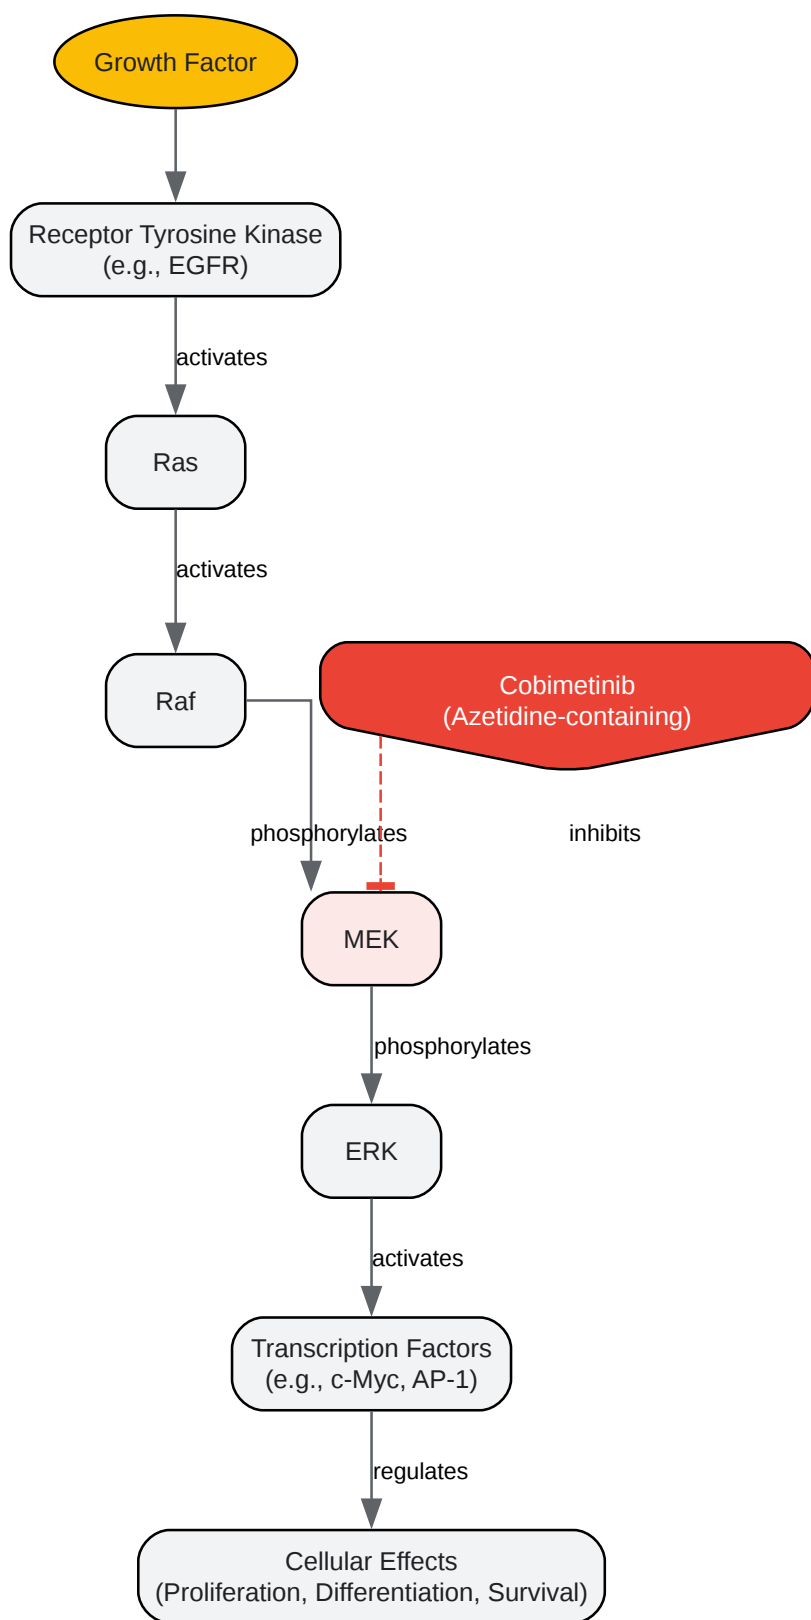 Growth Factor
Receptor Tyrosine Kinase
(e.g., EGFR)
activates
Ras
activates
Raf
Cobimetinib
(Azetidine-containing)
phosphorylates
inhibits
MEK
phosphorylates
ERK
activates
Transcription Factors
(e.g., c-Myc, AP-1)
regulates
Cellular Effects
(Proliferation, Differentiation, Survival)